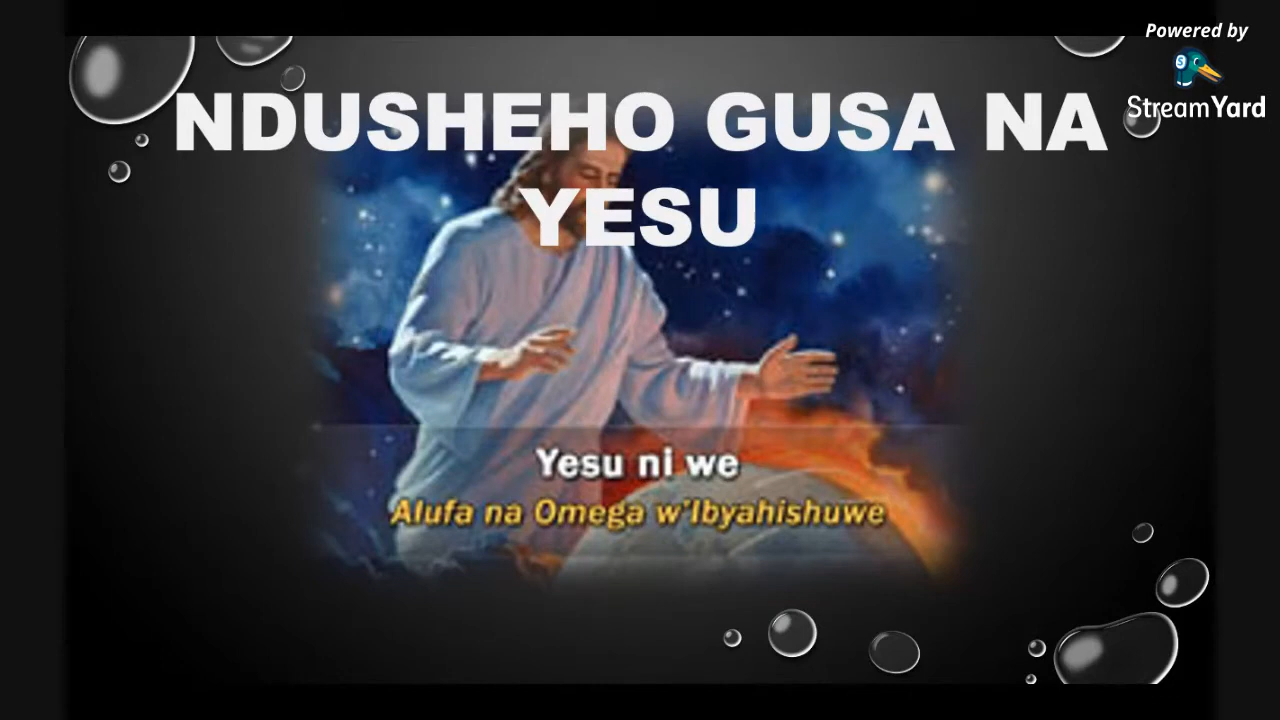 Powered by
StreamYard
NDUSHEHO GUSA NA
YESU
Yesu ni we
Alufa na Omega w'Ibyahishuwe